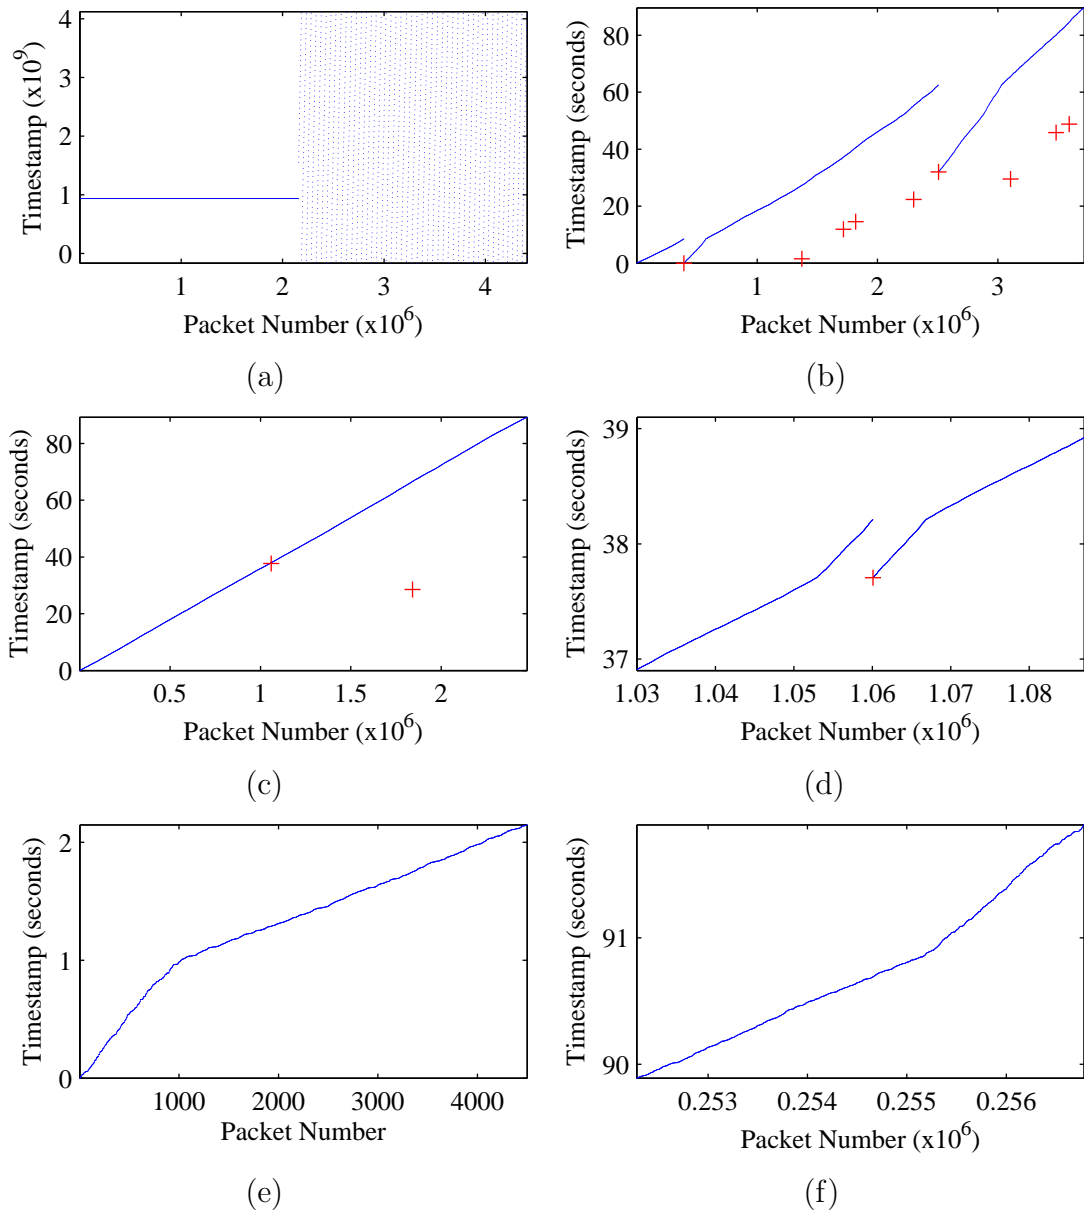 4
3
2
1
0
Timestamp (x10^9)
1 2 3 4
Packet Number (x10^6)
(a)
80
60
40
20
0
Timestamp (seconds)
1 2 3
Packet Number (x10^6)
(b)
80
60
40
20
0
Timestamp (seconds)
0.5 1 1.5 2
Packet Number (x10^6)
(c)
39
38
37
Timestamp (seconds)
1.03 1.04 1.05 1.06 1.07 1.08
Packet Number (x10^6)
(d)
2
1
0
Timestamp (seconds)
1000 2000 3000 4000
Packet Number
(e)
91
90
Timestamp (seconds)
0.253 0.254 0.255 0.256
Packet Number (x10^6)
(f)